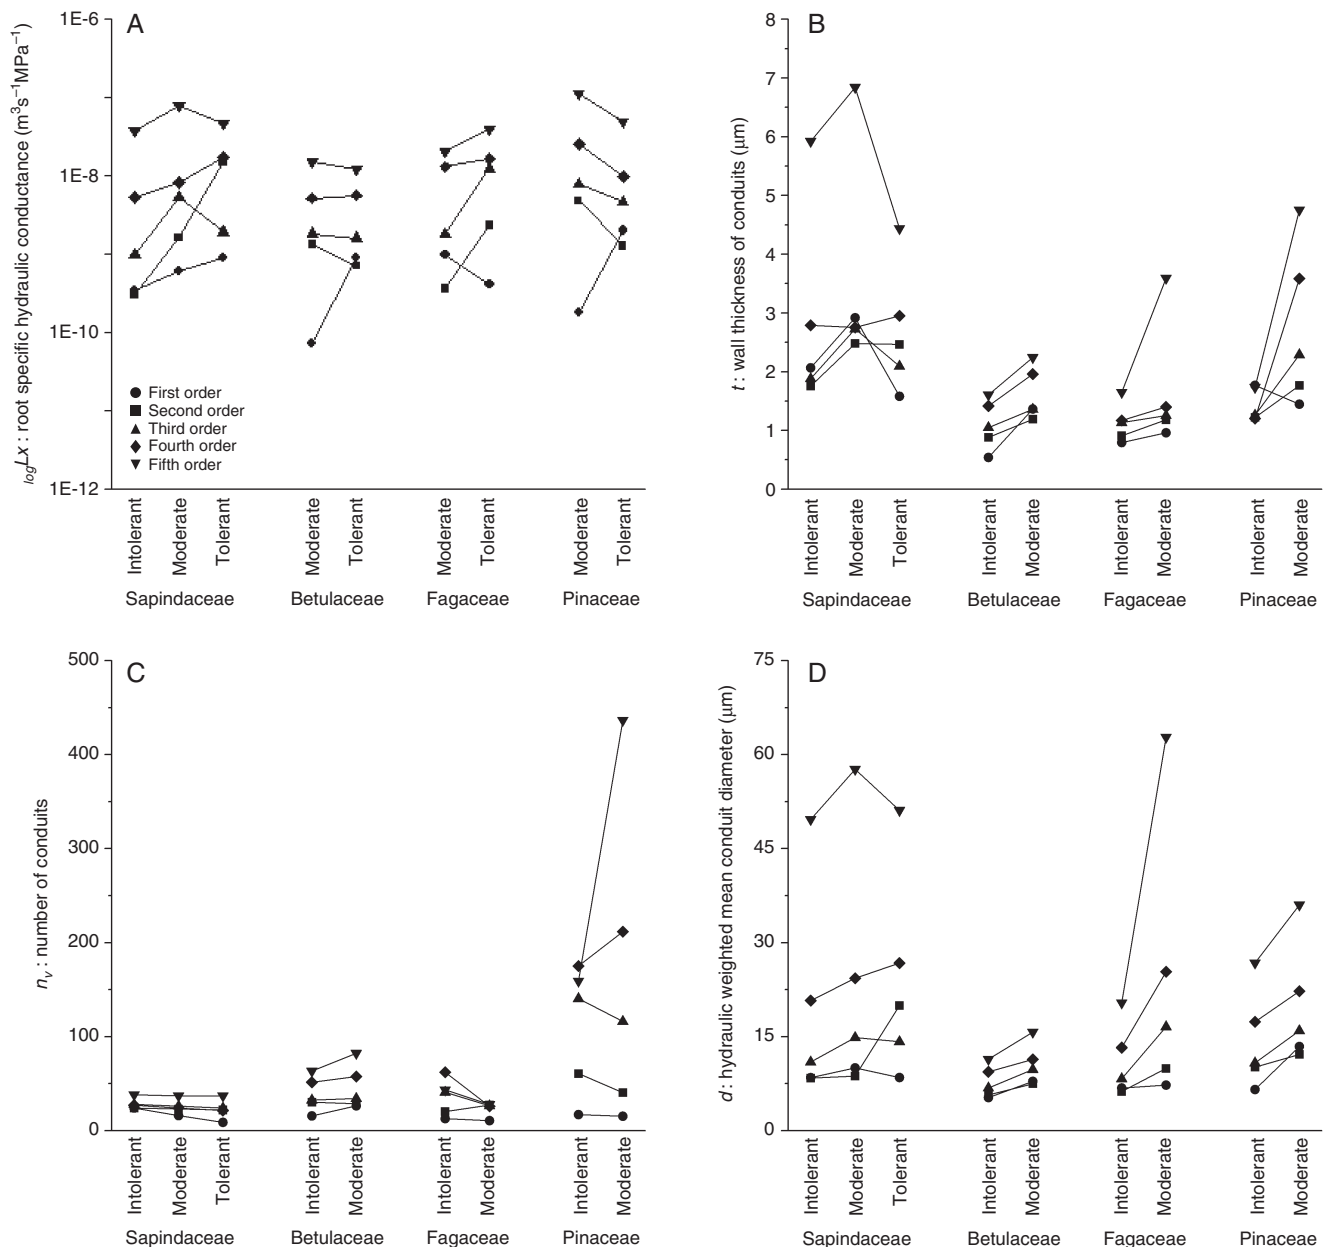 A
logLx : root specific hydraulic conductance (m³s⁻¹MPa⁻¹)
1E-6
1E-8
1E-10
1E-12
First order
Second order
Third order
Fourth order
Fifth order
Intolerant Moderate Tolerant Moderate Tolerant Moderate Tolerant Moderate Tolerant
Sapindaceae Betulaceae Fagaceae Pinaceae
B
t : wall thickness of conduits (μm)
8
7
6
5
4
3
2
1
0
Intolerant Moderate Tolerant Intolerant Moderate Intolerant Moderate Intolerant Moderate
Sapindaceae Betulaceae Fagaceae Pinaceae
C
nv : number of conduits
500
400
300
200
100
0
Intolerant Moderate Tolerant Intolerant Moderate Intolerant Moderate Intolerant Moderate
Sapindaceae Betulaceae Fagaceae Pinaceae
D
d : hydraulic weighted mean conduit diameter (μm)
75
60
45
30
15
0
Intolerant Moderate Tolerant Intolerant Moderate Intolerant Moderate Intolerant Moderate
Sapindaceae Betulaceae Fagaceae Pinaceae